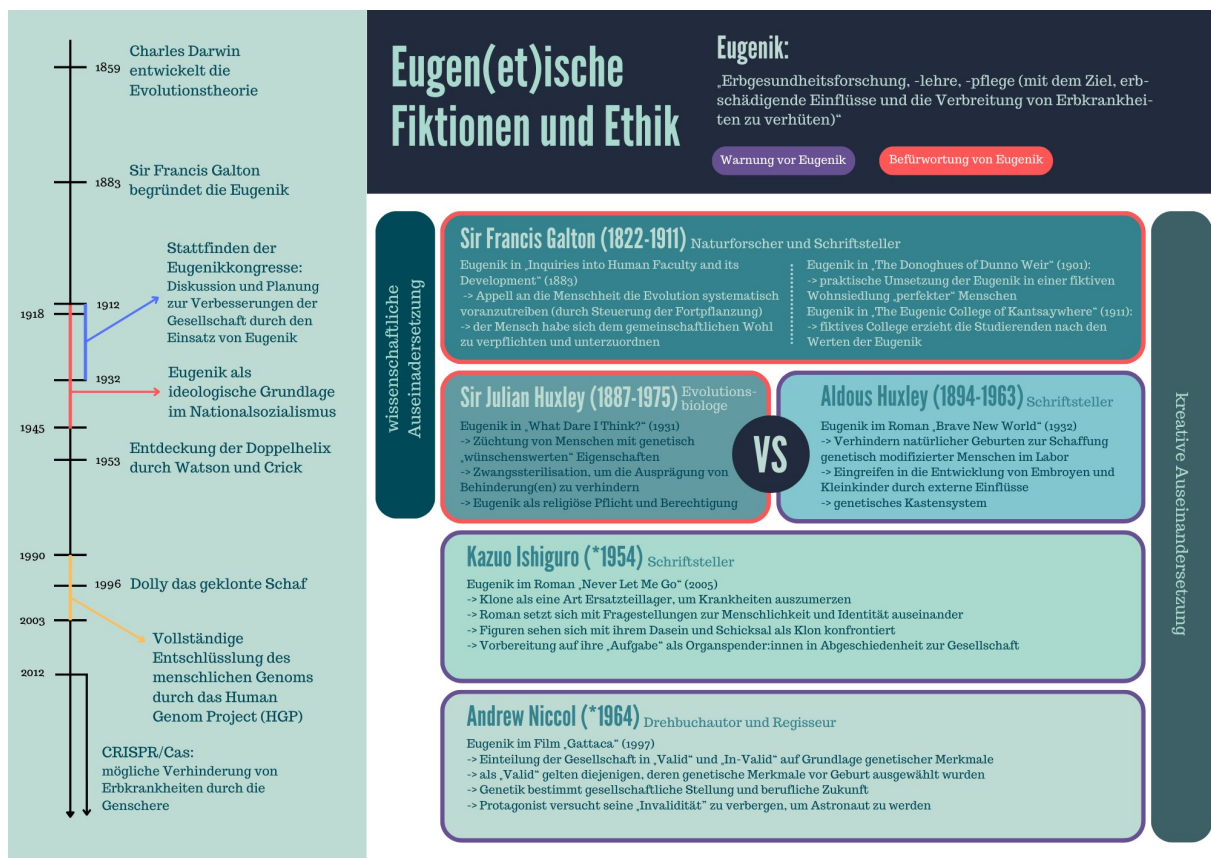 1859
Charles Darwin
entwickelt die
Evolutionstheorie
1883
Sir Francis Galton
begründet die Eugenik
Stattfinden der
Eugenikkongresse:
Diskussion und Planung
zur Verbesserungen der
Gesellschaft durch den
Einsatz von Eugenik
1912
1918
1932
Eugenik als
ideologische Grundlage
im Nationalsozialismus
1945
1953
Entdeckung der Doppelhelix
durch Watson und Crick
1990
1996
Dolly das geklonte Schaf
2003
Vollständige
Entschlüsslung des
menschlichen Genoms
durch das Human
Genom Project (HGP)
2012
CRISPR/Cas:
mögliche Verhinderung von
Erbkrankheiten durch die
Genschere
Eugen(et)ische
Fiktionen und Ethik
Eugenik:
„Erbgesundheitsforschung, -lehre, -pflege (mit dem Ziel, erb-
schädigende Einflüsse und die Verbreitung von Erbkrankhei-
ten zu verhüten)“
Warnung vor Eugenik
Befürwortung von Eugenik
wissenschaftliche
Auseinadersetzung
Sir Francis Galton (1822-1911) Naturforscher und Schriftsteller
Eugenik in „Inquiries into Human Faculty and its
Development“ (1883)
-> Appell an die Menschheit die Evolution systematisch
voranzutreiben (durch Steuerung der Fortpflanzung)
-> der Mensch habe sich dem gemeinschaftlichen Wohl
zu verpflichten und unterzuordnen
Eugenik in „The Donoghues of Dunno Weir“ (1901):
-> praktische Umsetzung der Eugenik in einer fiktiven
Wohnsiedlung „perfekter“ Menschen
Eugenik in „The Eugenic College of Kantsaywhere“ (1911):
-> fiktives College erzieht die Studierenden nach den
Werten der Eugenik
Sir Julian Huxley (1887-1975) Evolutions-
biologe
Eugenik in „What Dare I Think?“ (1931)
-> Züchtung von Menschen mit genetisch
„wünschenswerten“ Eigenschaften
-> Zwangssterilisation, um die Ausprägung von
Behinderung(en) zu verhindern
-> Eugenik als religiöse Pflicht und Berechtigung
VS
Aldous Huxley (1894-1963) Schriftsteller
Eugenik im Roman „Brave New World“ (1932)
-> Verhindern natürlicher Geburten zur Schaffung
genetisch modifizierter Menschen im Labor
-> Eingreifen in die Entwicklung von Embroyen und
Kleinkinder durch externe Einflüsse
-> genetisches Kastensystem
Kazuo Ishiguro (*1954) Schriftsteller
Eugenik im Roman „Never Let Me Go“ (2005)
-> Klone als eine Art Ersatzteillager, um Krankheiten auszumerzen
-> Roman setzt sich mit Fragestellungen zur Menschlichkeit und Identität auseinander
-> Figuren sehen sich mit ihrem Dasein und Schicksal als Klon konfrontiert
-> Vorbereitung auf ihre „Aufgabe“ als Organspender:innen in Abgeschiedenheit zur Gesellschaft
Andrew Niccol (*1964) Drehbuchautor und Regisseur
Eugenik im Film „Gattaca“ (1997)
-> Einteilung der Gesellschaft in „Valid“ und „In-Valid“ auf Grundlage genetischer Merkmale
-> als „Valid“ gelten diejenigen, deren genetische Merkmale vor Geburt ausgewählt wurden
-> Genetik bestimmt gesellschaftliche Stellung und berufliche Zukunft
-> Protagonist versucht seine „Invalidität“ zu verbergen, um Astronaut zu werden
kreative Auseinandersetzung